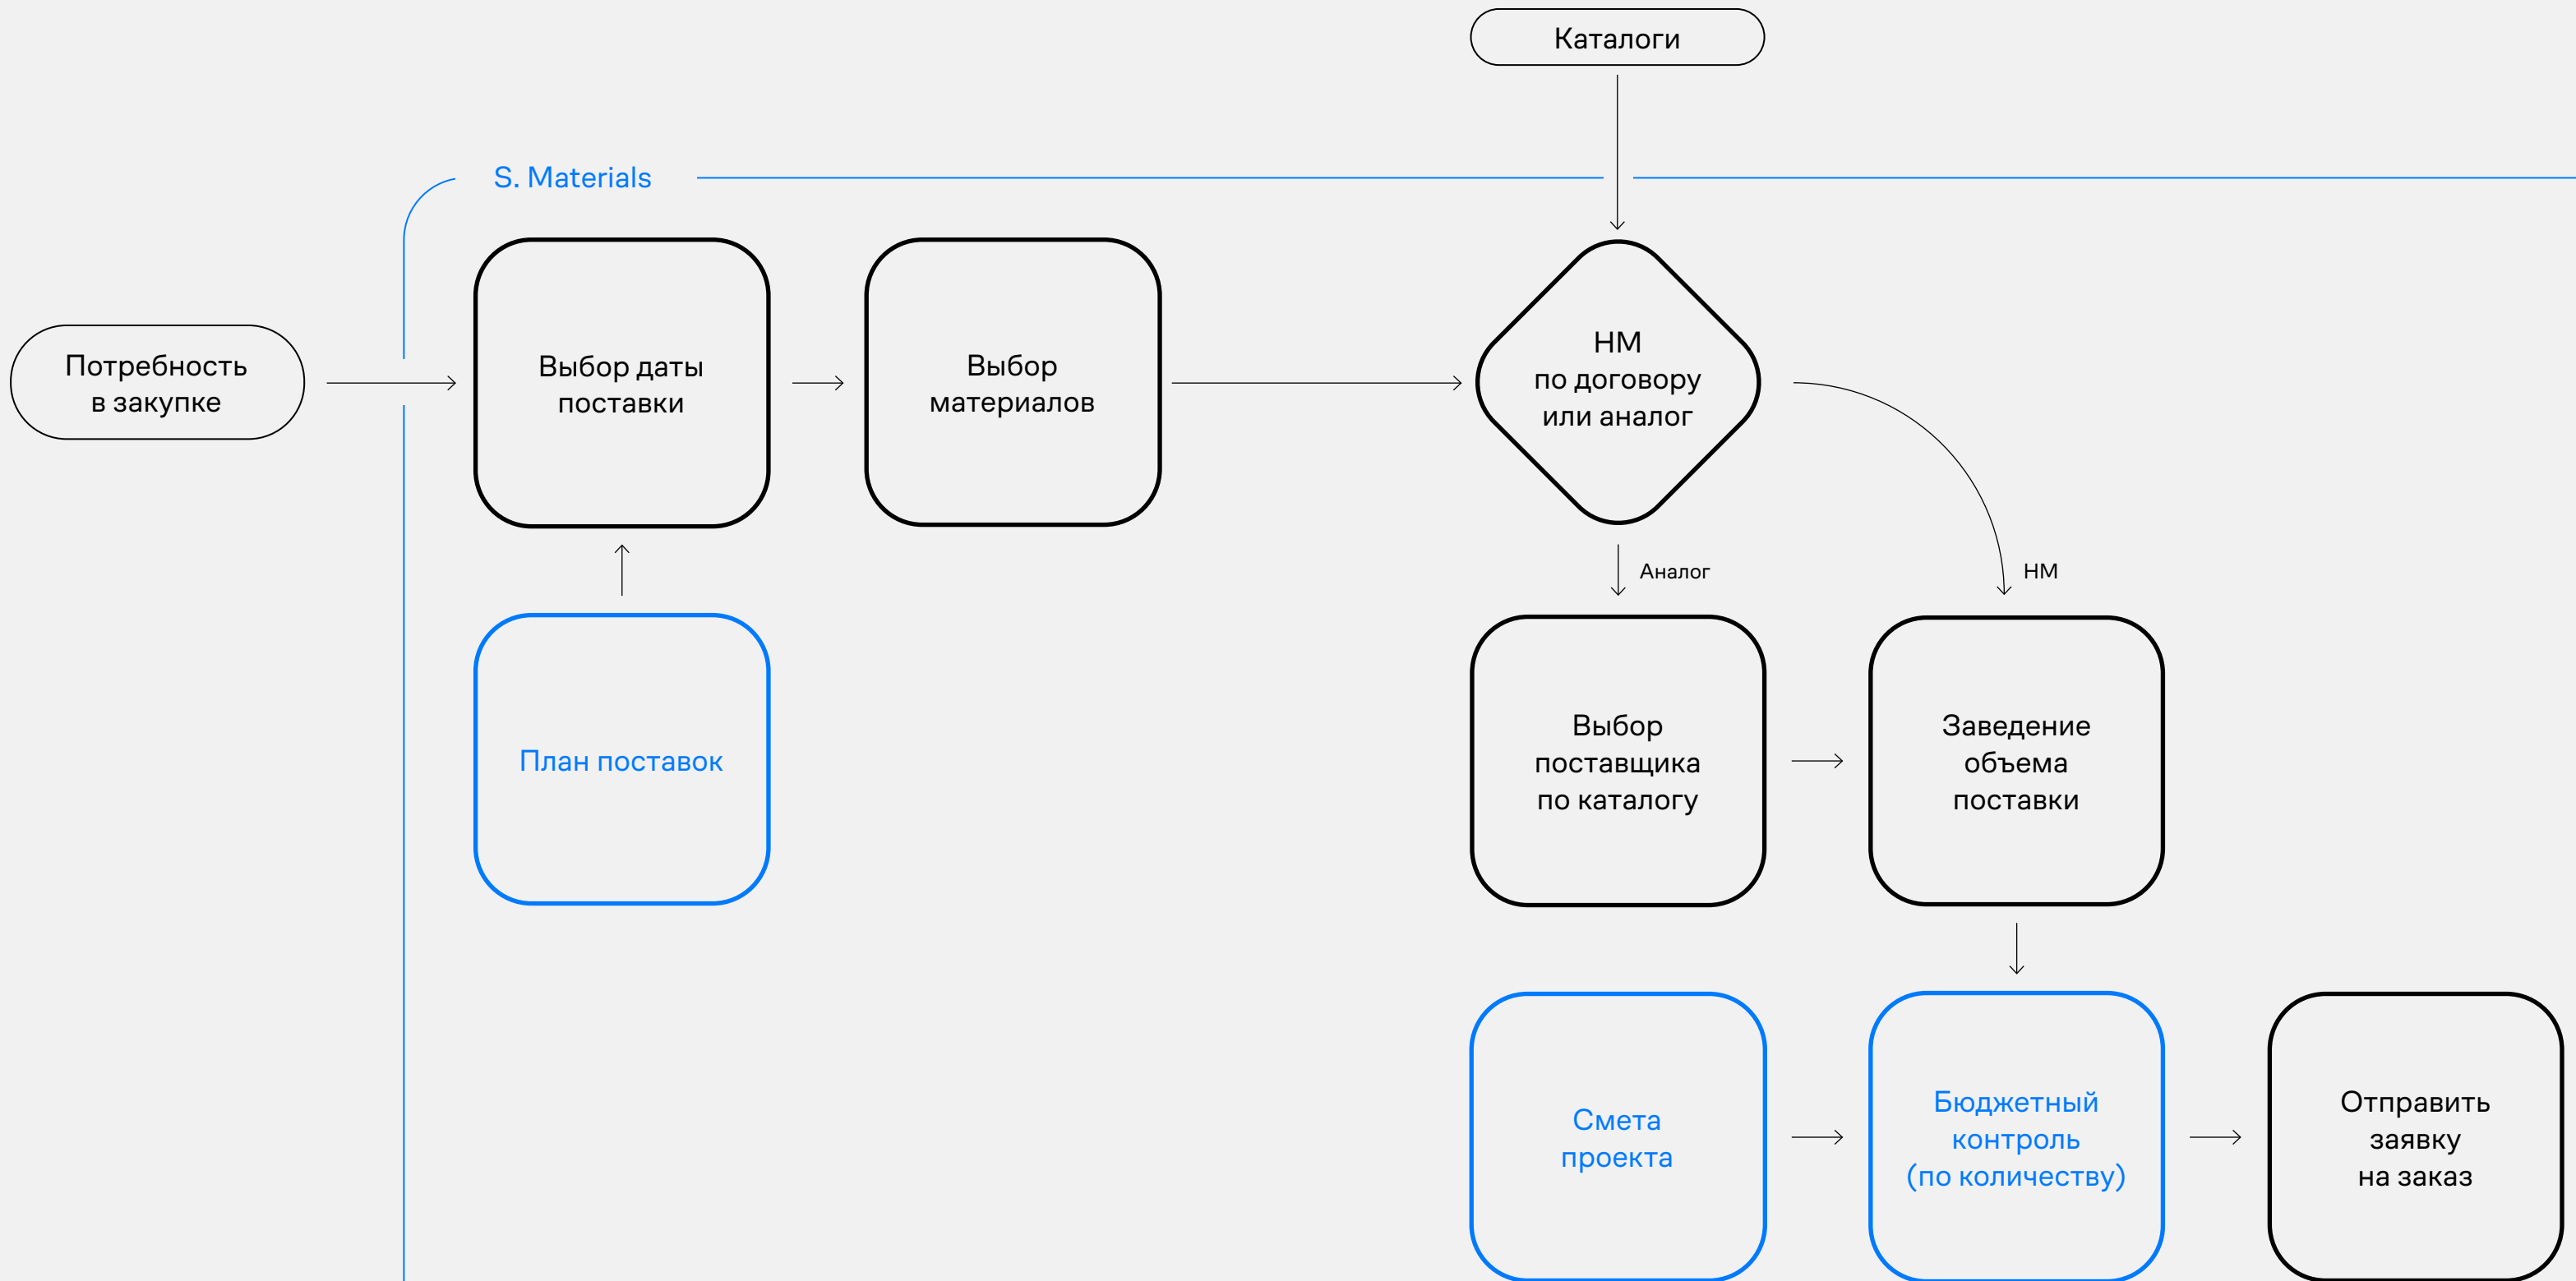 Каталоги
S. Materials
Потребность
в закупке
Выбор даты
поставки
Выбор
материалов
НМ
по договору
или аналог
Аналог
НМ
План поставок
Выбор
поставщика
по каталогу
Заведение
объема
поставки
Смета
проекта
Бюджетный
контроль
(по количеству)
Отправить
заявку
на заказ